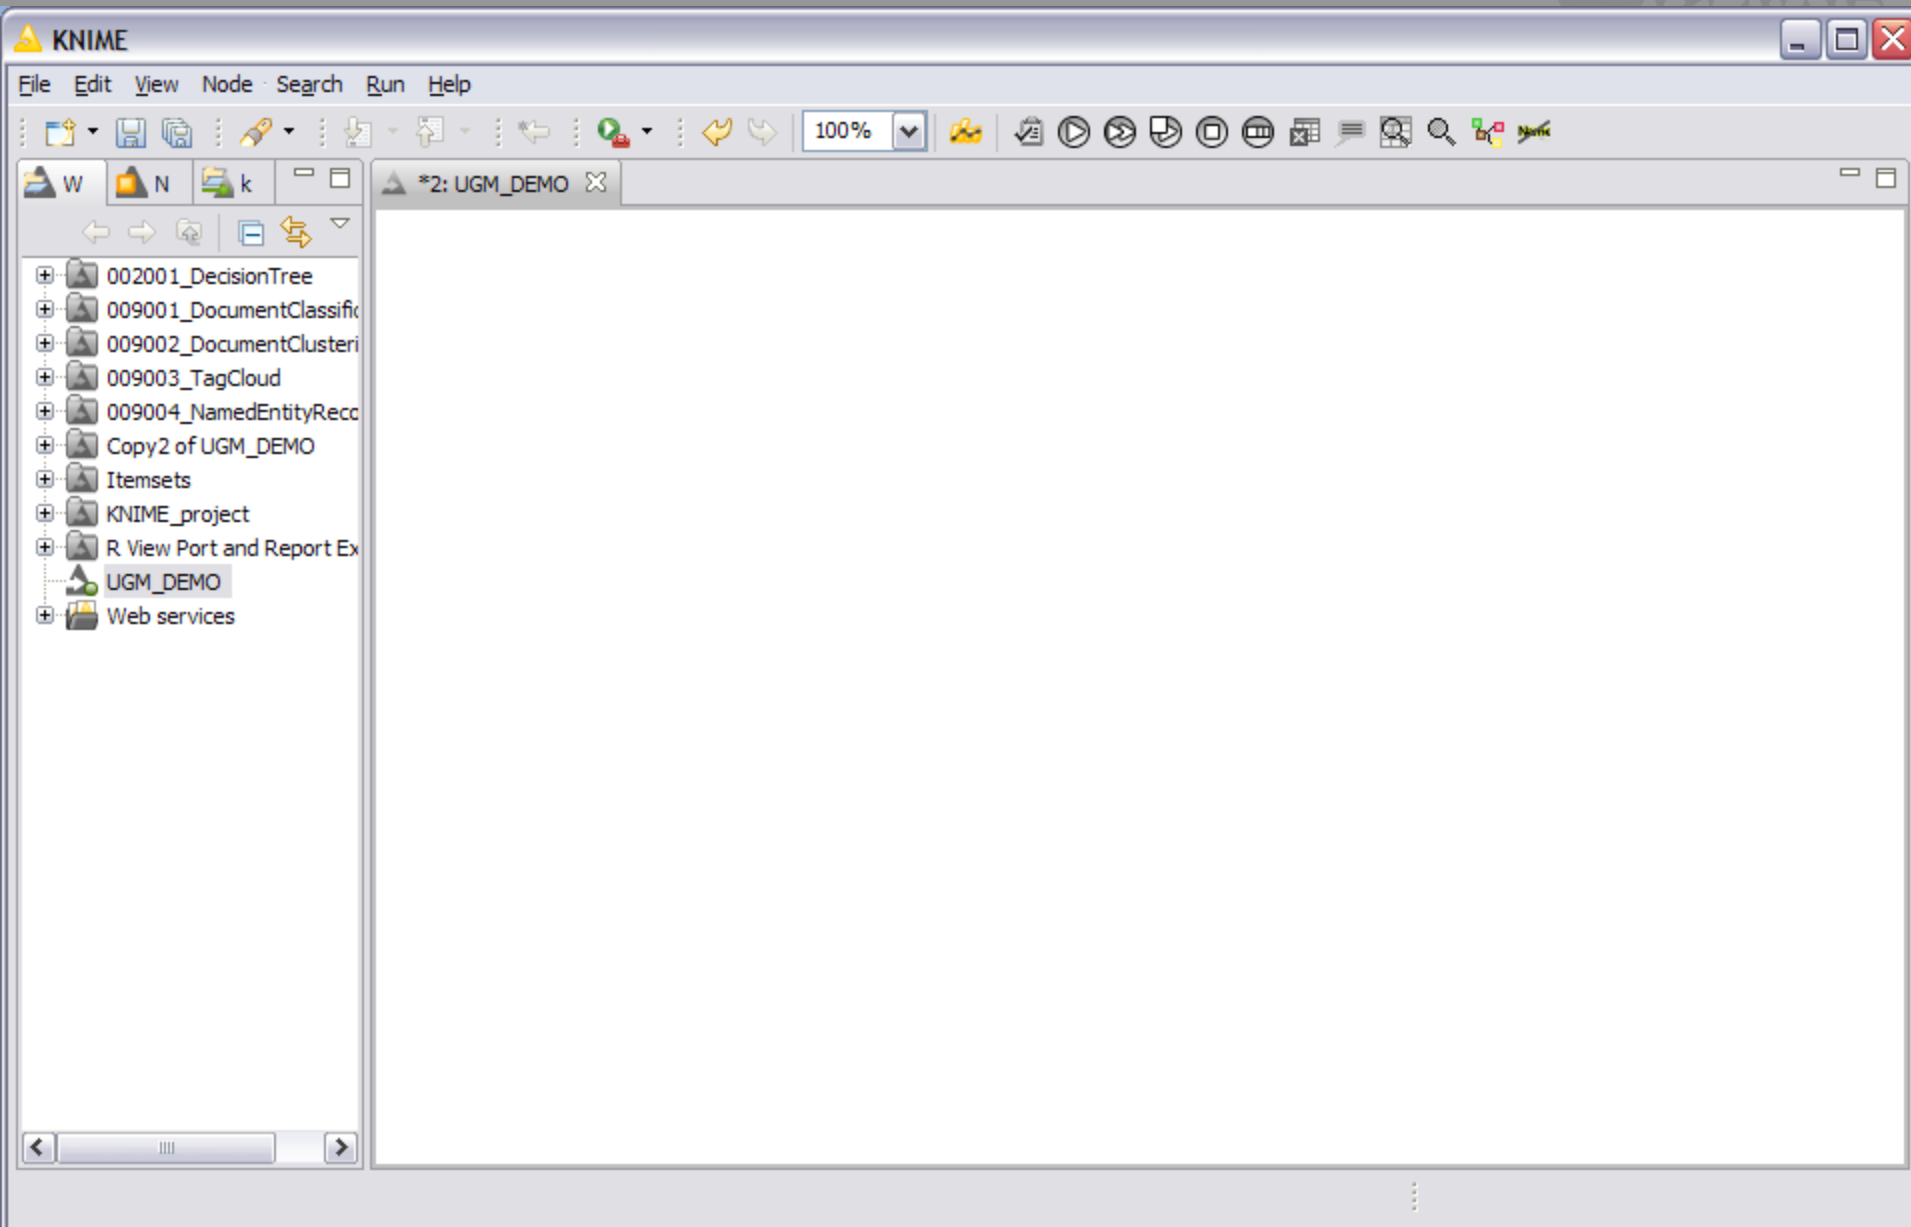 KNIME
File Edit View Node Search Run Help
100%
W N k
*2: UGM_DEMO
002001_DecisionTree
009001_DocumentClassific
009002_DocumentClusteri
009003_TagCloud
009004_NamedEntityReco
Copy2 of UGM_DEMO
Itemsets
KNIME_project
R View Port and Report Ex
UGM_DEMO
Web services